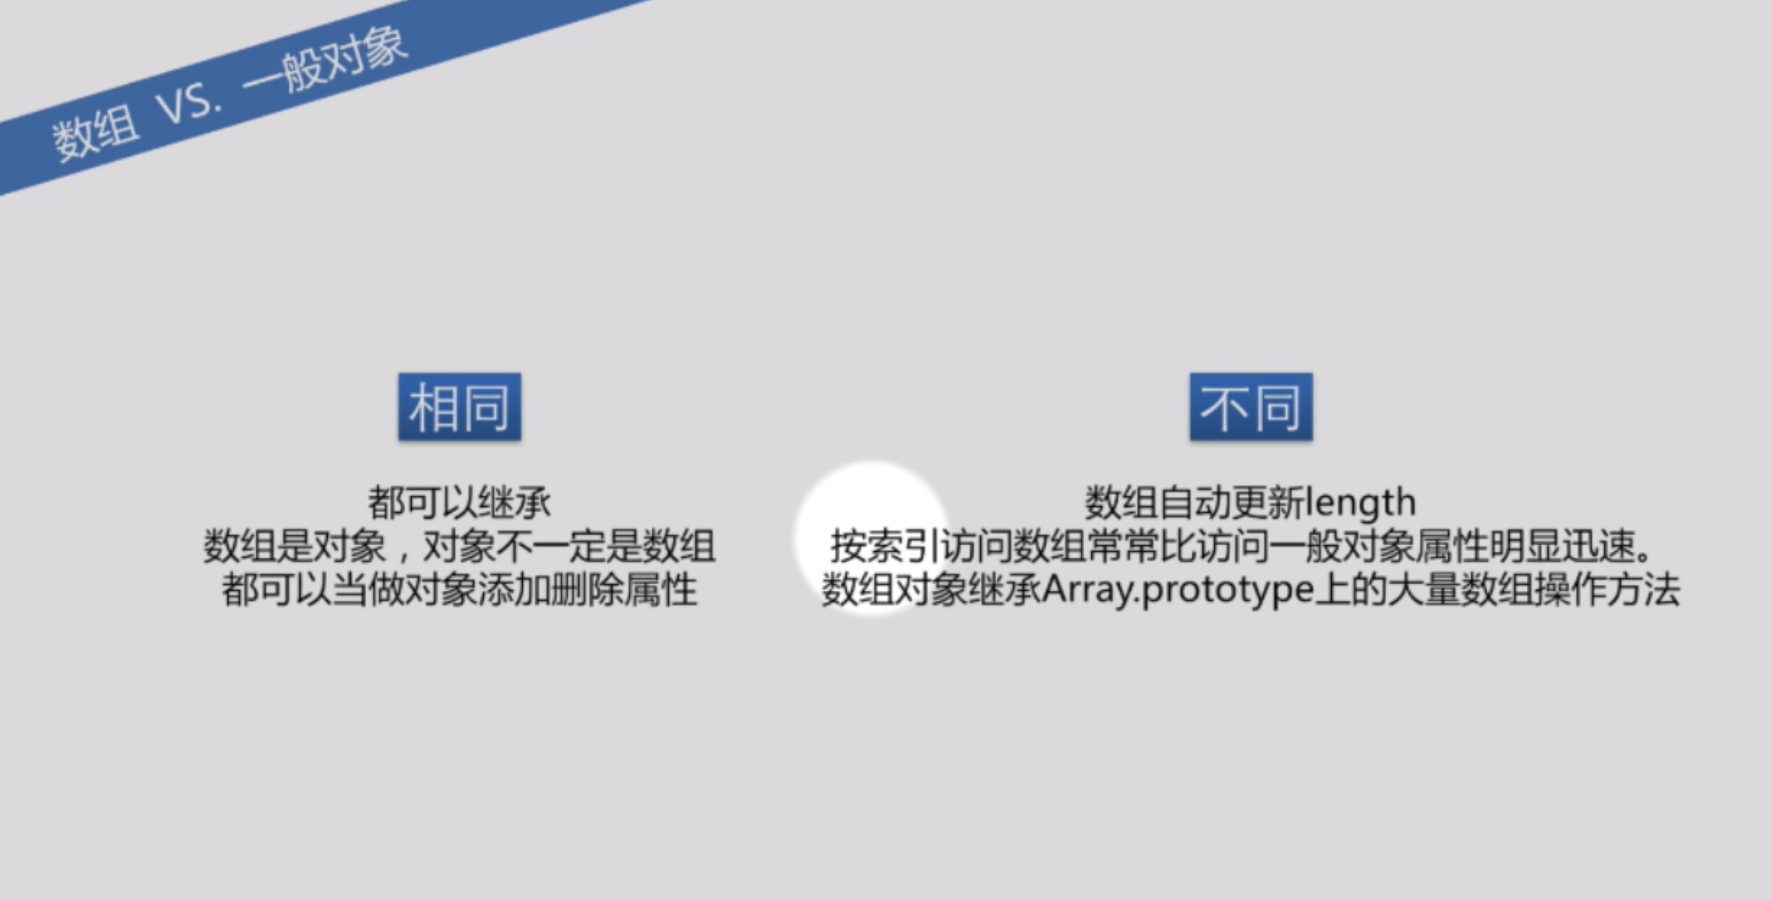 数组 VS. 一般对象
相同
都可以继承
数组是对象，对象不一定是数组
都可以当做对象添加删除属性
不同
数组自动更新length
按索引访问数组常常比访问一般对象属性明显迅速。
数组对象继承Array.prototype上的大量数组操作方法